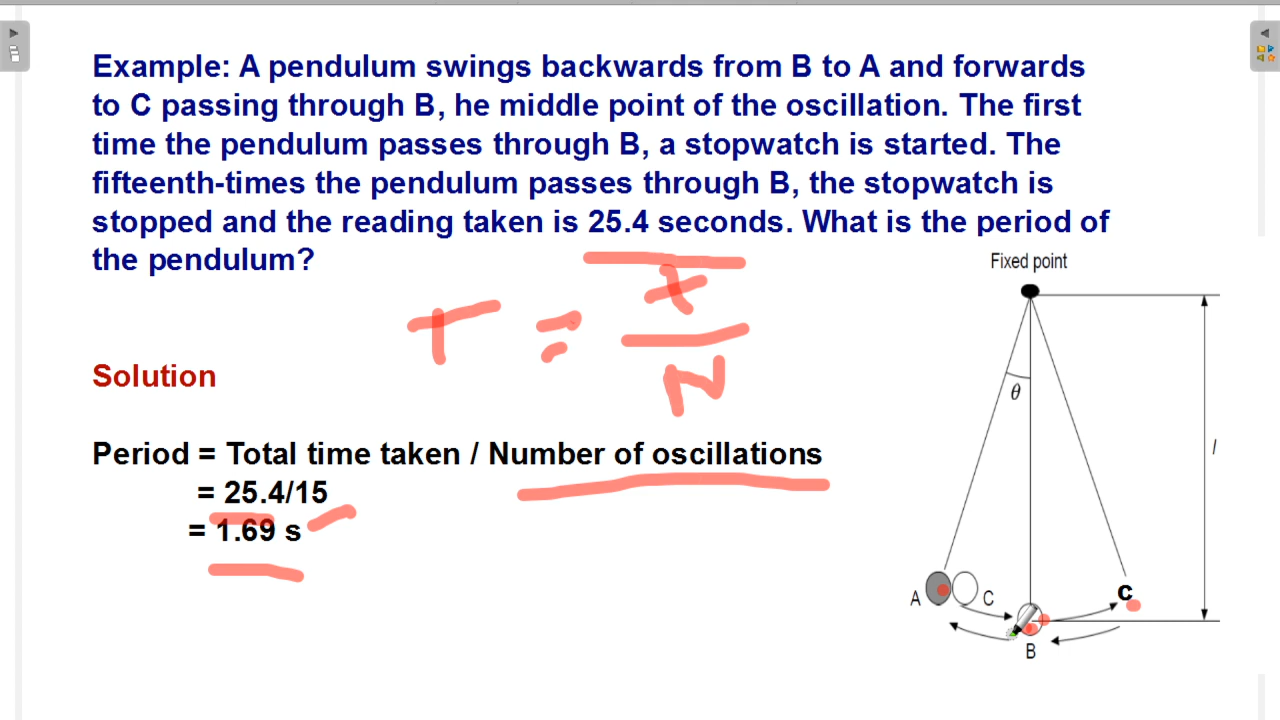 Example: A pendulum swings backwards from B to A and forwards
to C passing through B, he middle point of the oscillation. The first
time the pendulum passes through B, a stopwatch is started. The
fifteenth-times the pendulum passes through B, the stopwatch is
stopped and the reading taken is 25.4 seconds. What is the period of
the pendulum?
Fixed point
T = t
N
θ
Solution
l
Period = Total time taken / Number of oscillations
= 25.4/15
= 1.69 s
A
C
C
B